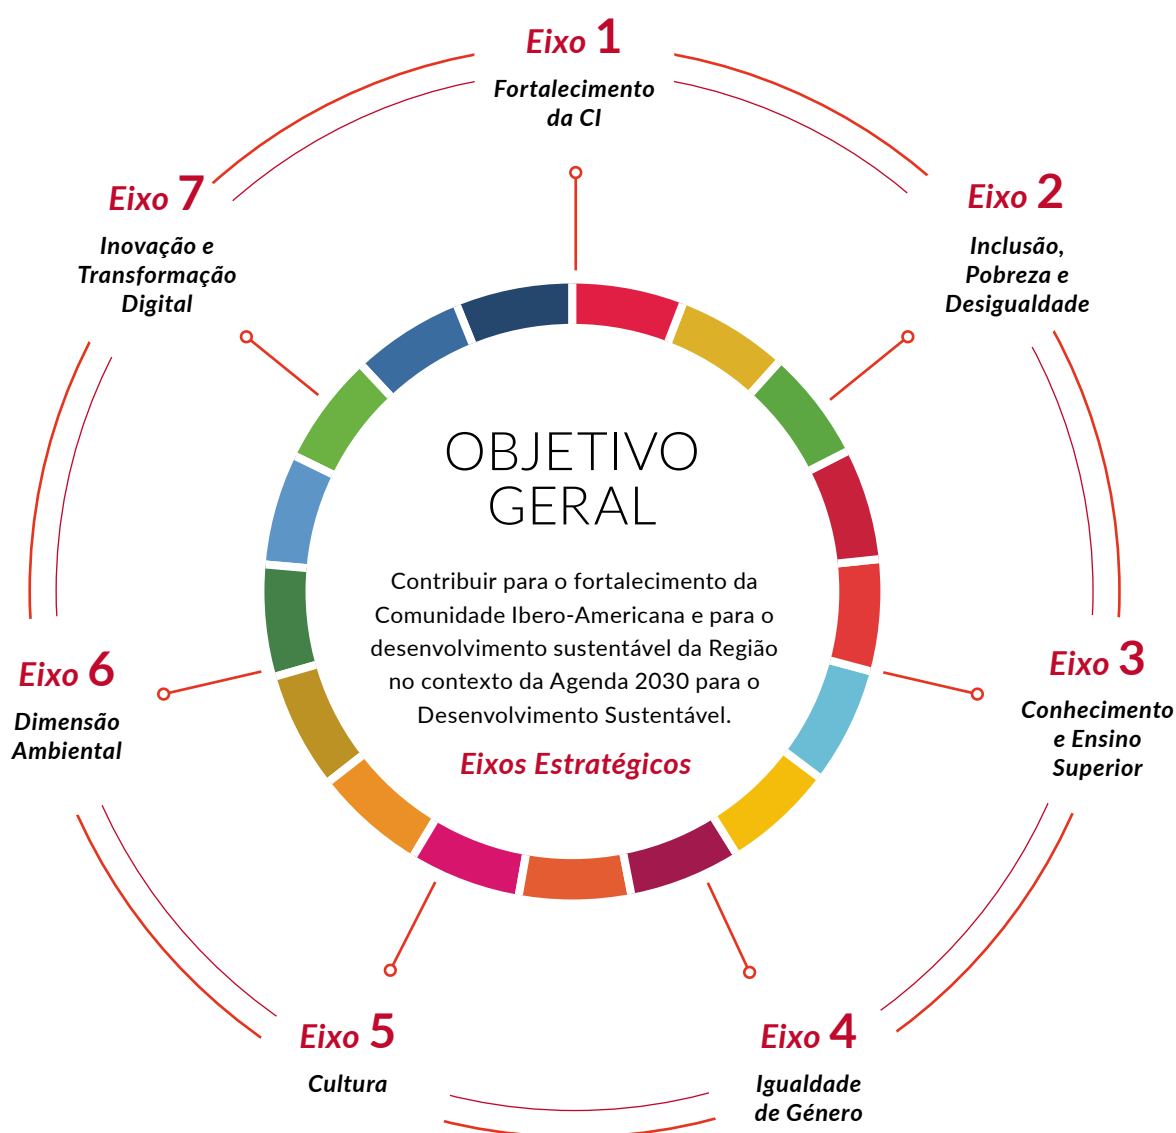 Eixo 1
Fortalecimento
da CI
Eixo 2
Inclusão,
Pobreza e
Desigualdade
Eixo 3
Conhecimento
e Ensino
Superior
Eixo 4
Igualdade
de Género
Eixo 5
Cultura
Eixo 6
Dimensão
Ambiental
Eixo 7
Inovação e
Transformação
Digital
OBJETIVO
GERAL
Contribuir para o fortalecimento da
Comunidade Ibero-Americana e para o
desenvolvimento sustentável da Região
no contexto da Agenda 2030 para o
Desenvolvimento Sustentável.
Eixos Estratégicos